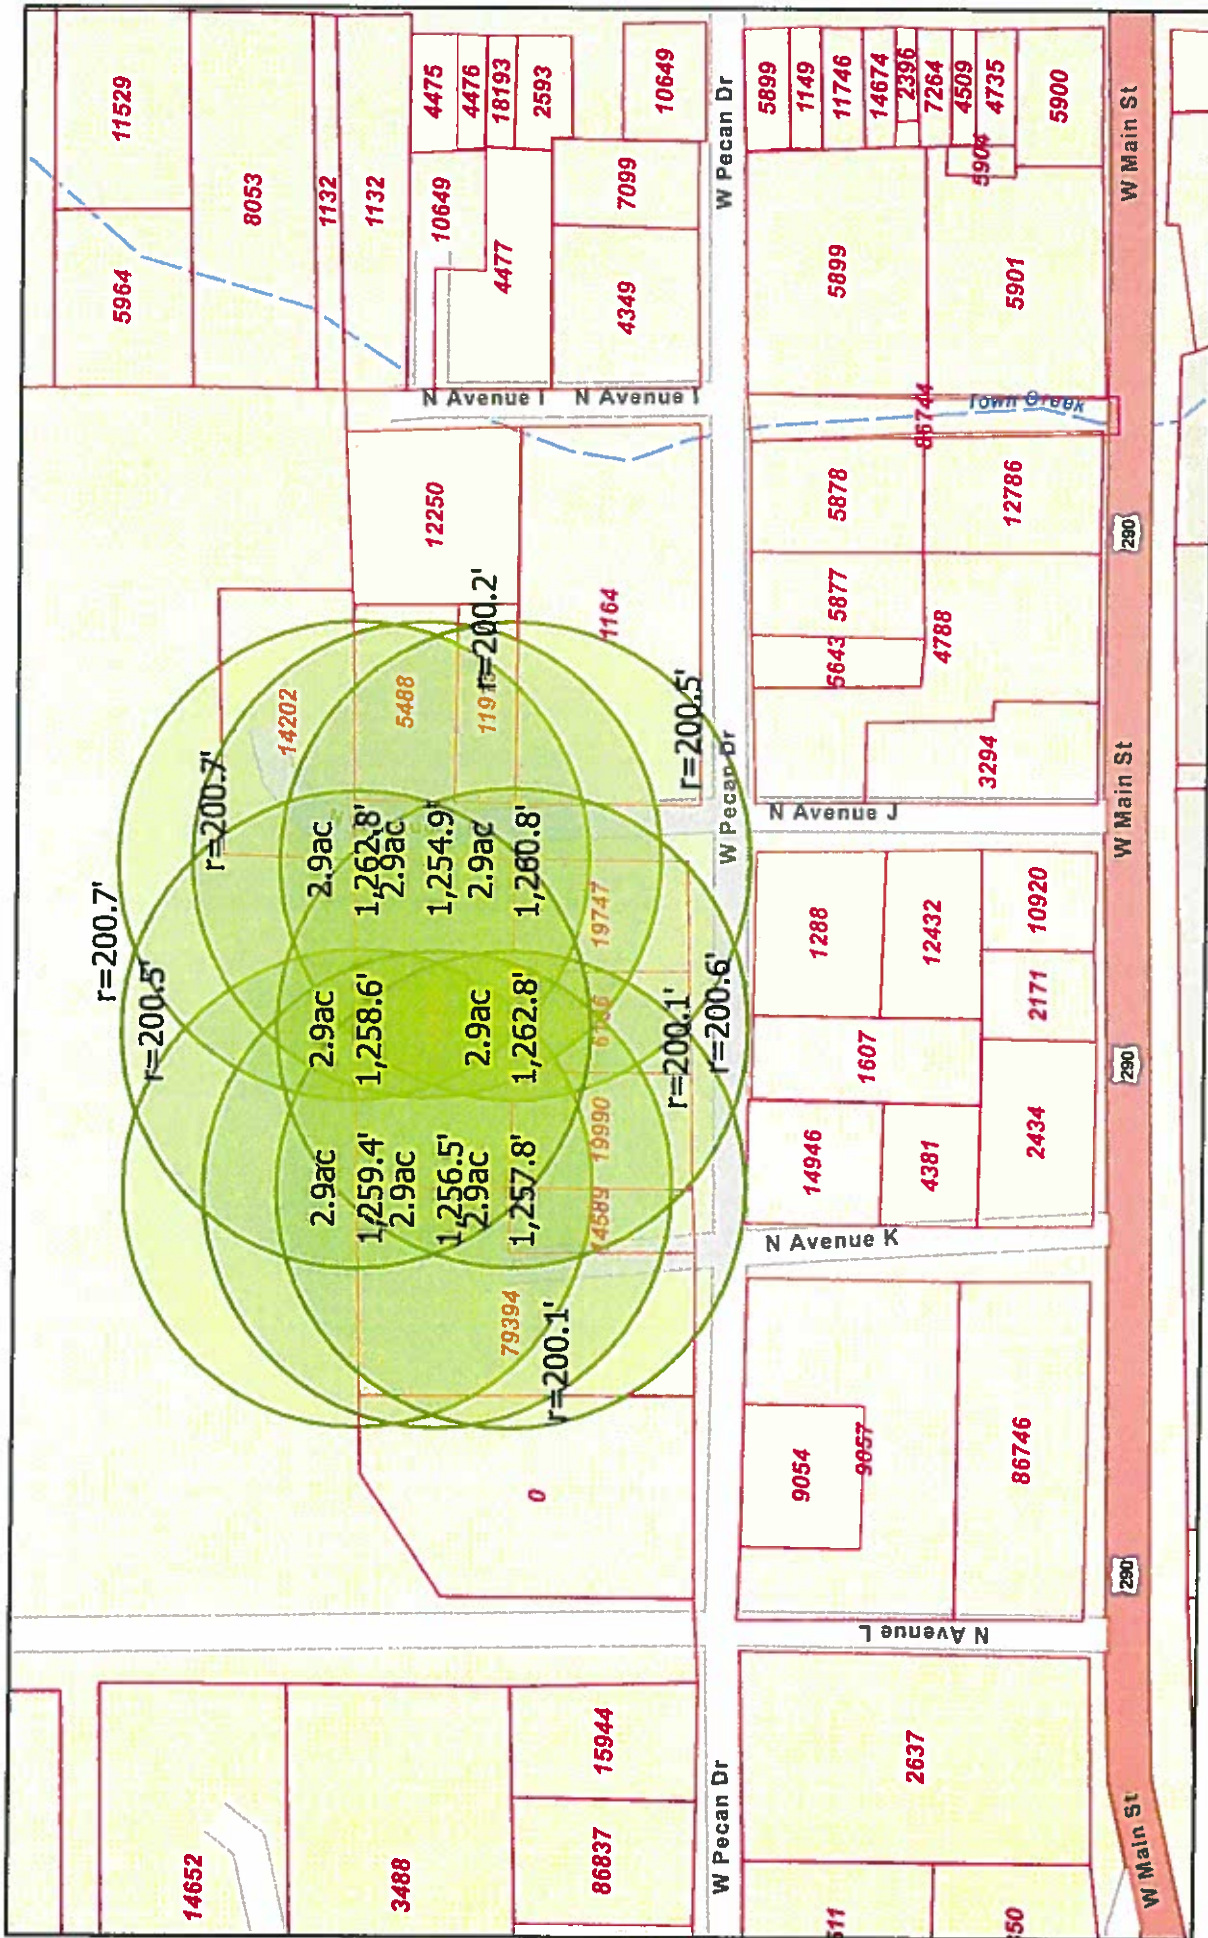 11529
5964
8053
1132
1132
4475
4476
18193
2593
10649
10649
4477
7099
4349
W Pecan Dr
5899
1149
11746
14674
2396
7264
4509
4735
5900
5904
5899
5901
W Main St
N Avenue I
N Avenue I
86744
Town Creek
12250
1164
5878
12786
5877
5643
4788
3294
290
14202
5488
r=200.2'
r=200.5'
r=200.7'
r=200.7'
r=200.5'
W Pecan Dr
N Avenue J
W Main St
2.9ac
1,262.8'
2.9ac
1,254.9'
2.9ac
1,260.8'
19747
2.9ac
1,258.6'
2.9ac
1,262.8'
r=200.1'
r=200.6'
1288
12432
10920
2171
1607
290
2.9ac
1,259.4'
2.9ac
1,256.5'
2.9ac
1,257.8'
19990
14589
14946
4381
2434
N Avenue K
79394
r=200.1'
0
9054
9057
86746
290
N Avenue L
14652
3488
15944
86837
W Pecan Dr
2637
W Main St